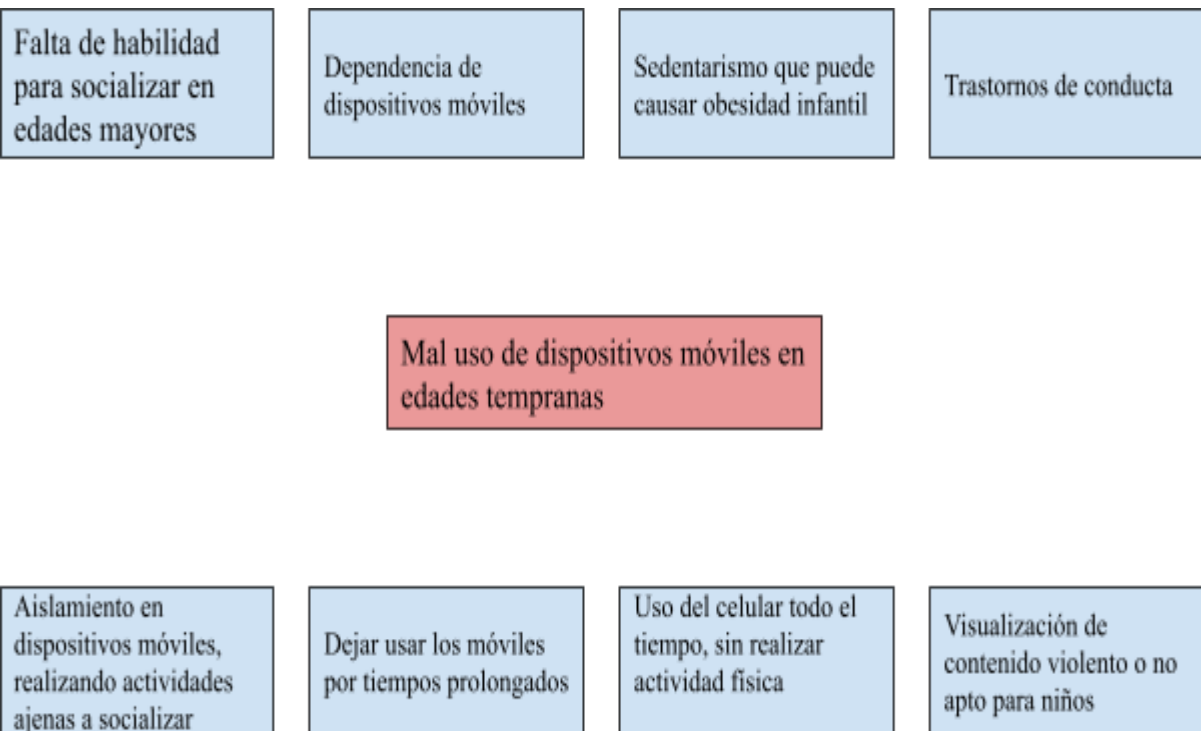 Falta de habilidad
para socializar en
edades mayores
Dependencia de
dispositivos móviles
Sedentarismo que puede
causar obesidad infantil
Trastornos de conducta
Mal uso de dispositivos móviles en
edades tempranas
Aislamiento en
dispositivos móviles,
realizando actividades
ajenas a socializar
Dejar usar los móviles
por tiempos prolongados
Uso del celular todo el
tiempo, sin realizar
actividad física
Visualización de
contenido violento o no
apto para niños